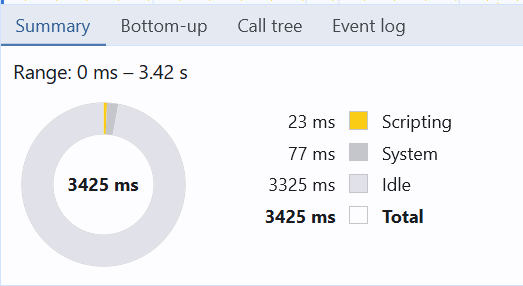 Summary Bottom-up Call tree Event log
Range: 0 ms – 3.42 s
3425 ms
23 ms Scripting
77 ms System
3325 ms Idle
3425 ms Total